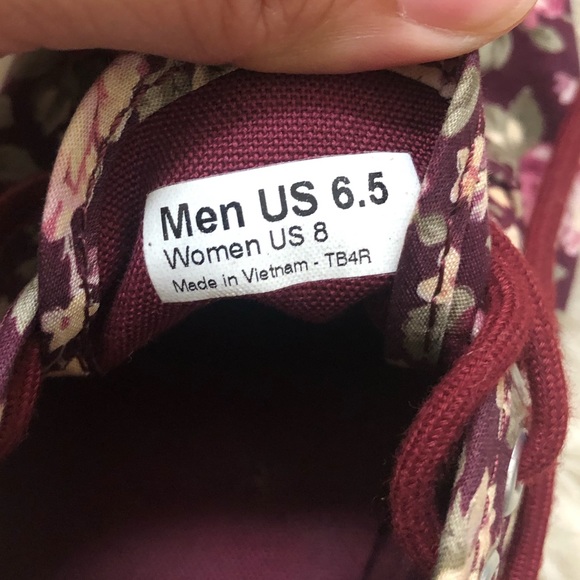 Men US 6.5
Women US 8
Made in Vietnam - TB4R